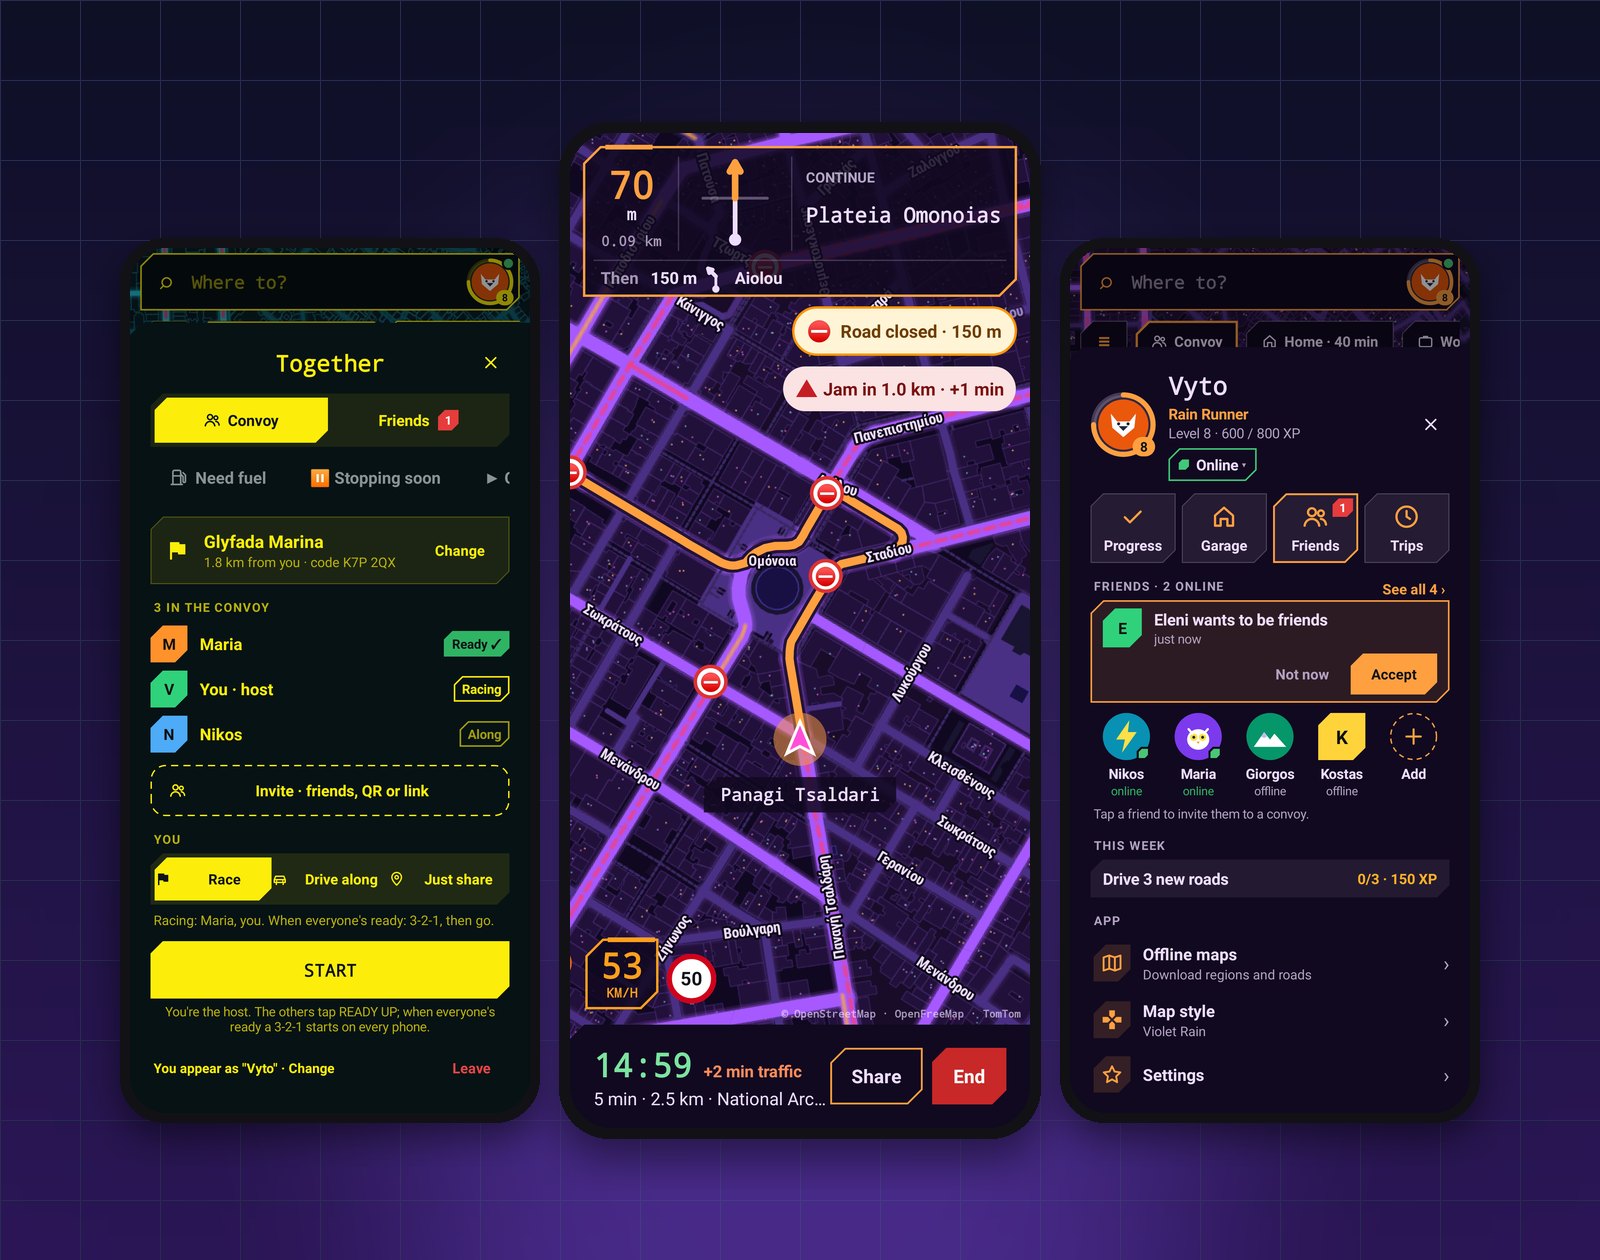 Where to?
8
Together
Convoy
Friends 1
Need fuel
Stopping soon
Glyfada Marina
1.8 km from you · code K7P 2QX
Change
3 IN THE CONVOY
M Maria Ready ✓
V You · host Racing
N Nikos Along
Invite · friends, QR or link
YOU
Race Drive along Just share
Racing: Maria, you. When everyone's ready: 3-2-1, then go.
START
You're the host. The others tap READY UP; when everyone's
ready a 3-2-1 starts on every phone.
You appear as "Vyto" · Change
Leave
70
m
0.09 km
CONTINUE
Plateia Omonoias
Then 150 m Aiolou
Ζαλόγγου
Κάνιγγος
Road closed · 150 m
Jam in 1.0 km · +1 min
Πανεπιστημίου
Σταδίου
Ομόνοια
Σωκράτους
Λυκούργου
Μενάνδρου
Κλεισθένους
Panagi Tsaldari
Σωκράτους
Γερανίου
Παναγή Τσαλδάρη
Βούλγαρη
Ζήνωνος
Μενάνδρου
53
KM/H
50
© OpenStreetMap · OpenFreeMap · TomTom
14:59 +2 min traffic
5 min · 2.5 km · National Arc...
Share
End
Where to?
8
Convoy
Home · 40 min
Wo
Vyto
Rain Runner
Level 8 · 600 / 800 XP
8
Online
Progress
Garage
Friends 1
Trips
FRIENDS · 2 ONLINE
See all 4 ›
E
Eleni wants to be friends
just now
Not now
Accept
K
Nikos Maria Giorgos Kostas Add
online online offline offline
Tap a friend to invite them to a convoy.
THIS WEEK
Drive 3 new roads 0/3 · 150 XP
APP
Offline maps
Download regions and roads
Map style
Violet Rain
Settings